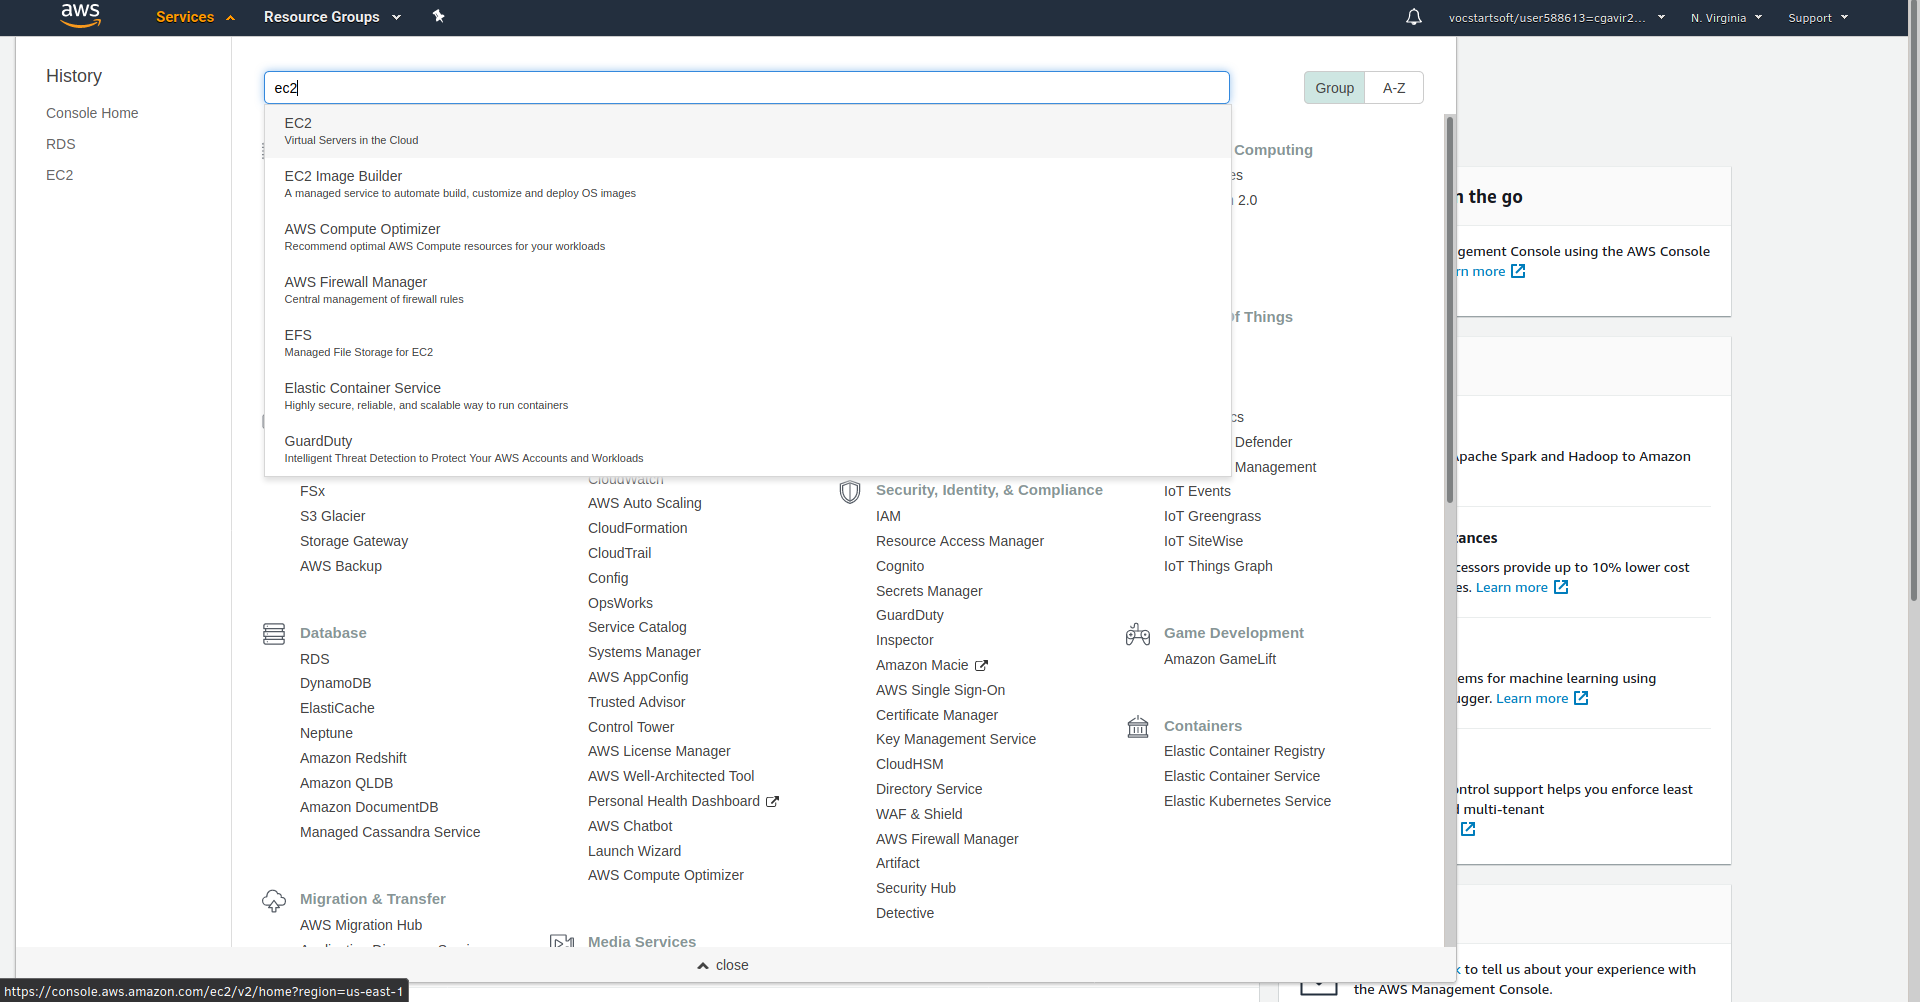 aws
Services
Resource Groups
vocstartsoft/user588613=cgavir2...
N. Virginia
Support
History
Console Home
RDS
EC2
ec2
Group
A-Z
EC2
Virtual Servers in the Cloud
EC2 Image Builder
A managed service to automate build, customize and deploy OS images
AWS Compute Optimizer
Recommend optimal AWS Compute resources for your workloads
AWS Firewall Manager
Central management of firewall rules
EFS
Managed File Storage for EC2
Elastic Container Service
Highly secure, reliable, and scalable way to run containers
GuardDuty
Intelligent Threat Detection to Protect Your AWS Accounts and Workloads
FSx
S3 Glacier
Storage Gateway
AWS Backup
Database
RDS
DynamoDB
ElastiCache
Neptune
Amazon Redshift
Amazon QLDB
Amazon DocumentDB
Managed Cassandra Service
Migration & Transfer
AWS Migration Hub
CloudWatch
AWS Auto Scaling
CloudFormation
CloudTrail
Config
OpsWorks
Service Catalog
Systems Manager
AWS AppConfig
Trusted Advisor
Control Tower
AWS License Manager
AWS Well-Architected Tool
Personal Health Dashboard
AWS Chatbot
Launch Wizard
AWS Compute Optimizer
Media Services
Security, Identity, & Compliance
IAM
Resource Access Manager
Cognito
Secrets Manager
GuardDuty
Inspector
Amazon Macie
AWS Single Sign-On
Certificate Manager
Key Management Service
CloudHSM
Directory Service
WAF & Shield
AWS Firewall Manager
Artifact
Security Hub
Detective
Computing
es
2.0
Of Things
cs
Defender
Management
IoT Events
IoT Greengrass
IoT SiteWise
IoT Things Graph
Game Development
Amazon GameLift
Containers
Elastic Container Registry
Elastic Container Service
Elastic Kubernetes Service
close
n the go
gement Console using the AWS Console
rn more
Apache Spark and Hadoop to Amazon
tances
cessors provide up to 10% lower cost
es. Learn more
ems for machine learning using
ugger. Learn more
ontrol support helps you enforce least
multi-tenant
k to tell us about your experience with
the AWS Management Console.
https://console.aws.amazon.com/ec2/v2/home?region=us-east-1